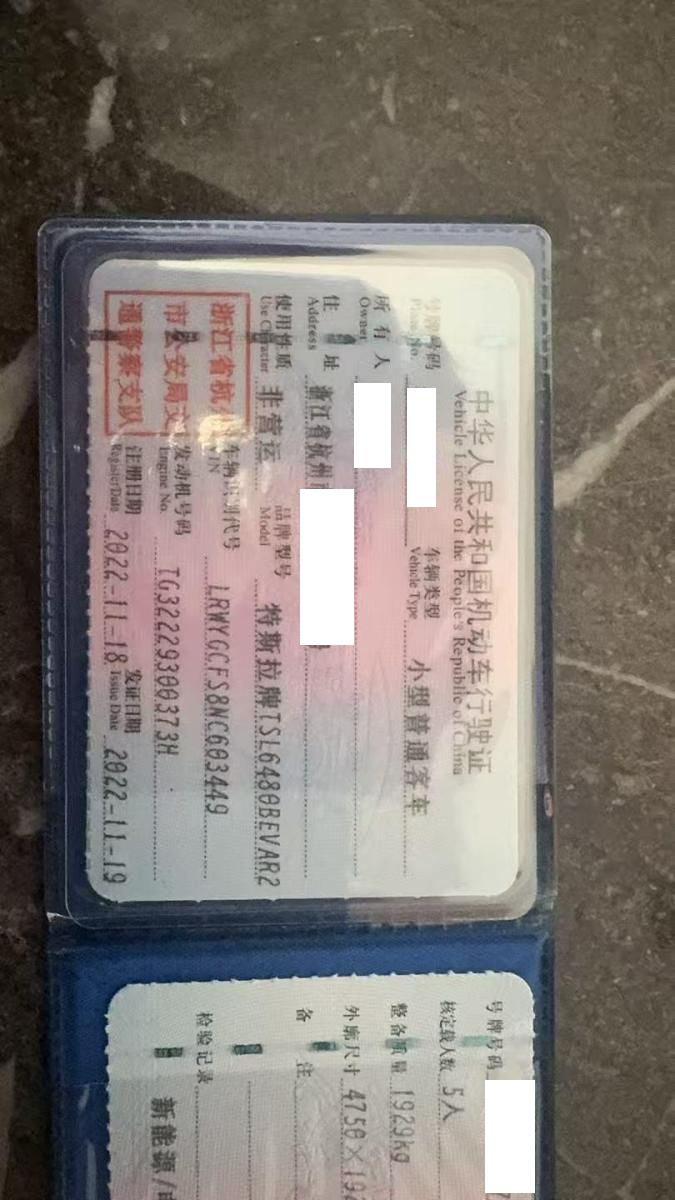 中华人民共和国机动车行驶证
Vehicle License of the People's Republic of China
号牌号码 车辆类型 小型普通客车
Plate No. Vehicle Type
所有人
Owner
住址 浙江省杭州
Address
使用性质 非营运 品牌型号 特斯拉牌TSL6480BEVAR2
Use Character Model
浙江省杭州
市公安局交
通警察支队
车辆识别代号 LRWYGCFS8NC603449
VIN
发动机号码 TG32229300373H
Engine No.
注册日期 2022-11-18 发证日期 2022-11-19
Register Date Issue Date
号牌号码
核定载人数 5人
整备质量 1929kg
外廓尺寸 4750×192
备注
检验记录
新能源/